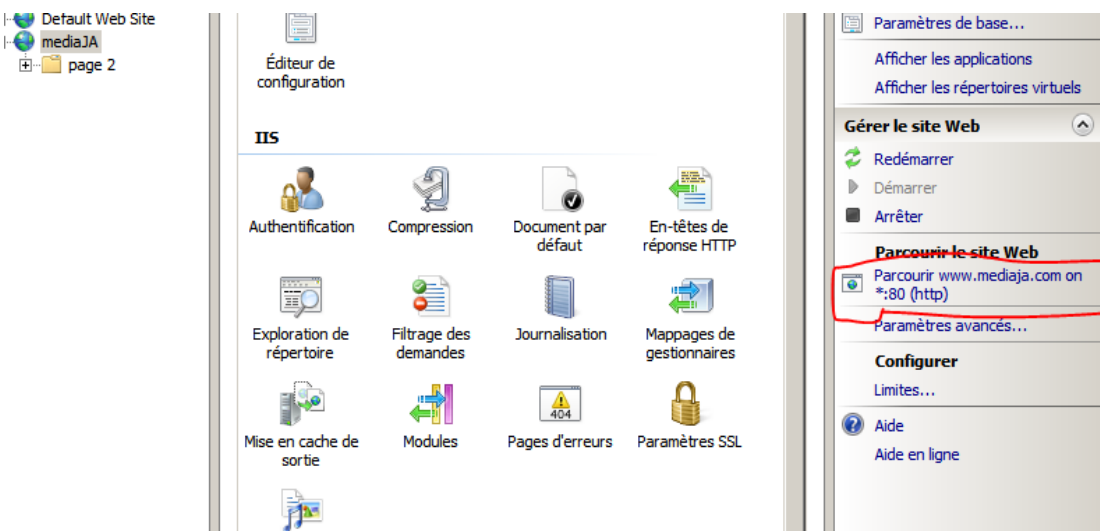 Default Web Site
mediaJA
page 2
Éditeur de
configuration
IIS
Authentification
Compression
Document par
défaut
En-têtes de
réponse HTTP
Exploration de
répertoire
Filtrage des
demandes
Journalisation
Mappages de
gestionnaires
Mise en cache de
sortie
Modules
404
Pages d'erreurs
Paramètres SSL
Paramètres de base...
Afficher les applications
Afficher les répertoires virtuels
Gérer le site Web
Redémarrer
Démarrer
Arrêter
Parcourir le site Web
Parcourir www.mediaja.com on
*:80 (http)
Paramètres avancés...
Configurer
Limites...
Aide
Aide en ligne